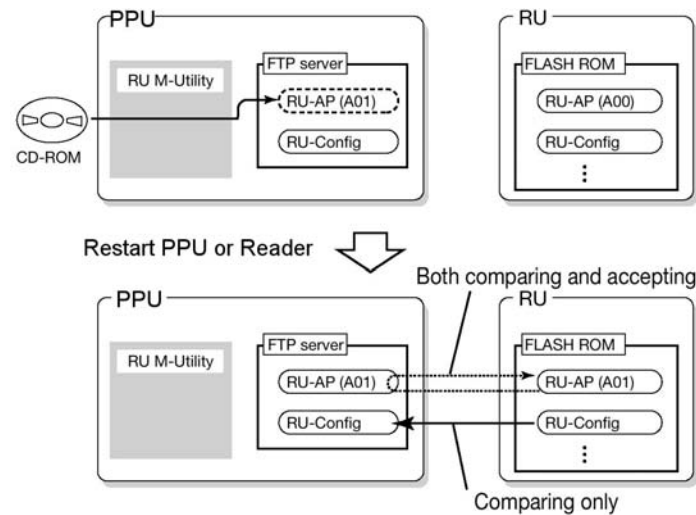 PPU
RU
RU M-Utility
FTP server
FLASH ROM
RU-AP (A01)
RU-AP (A00)
RU-Config
RU-Config
CD-ROM
Restart PPU or Reader
Both comparing and accepting
PPU
RU
RU M-Utility
FTP server
FLASH ROM
RU-AP (A01)
RU-AP (A01)
RU-Config
RU-Config
Comparing only